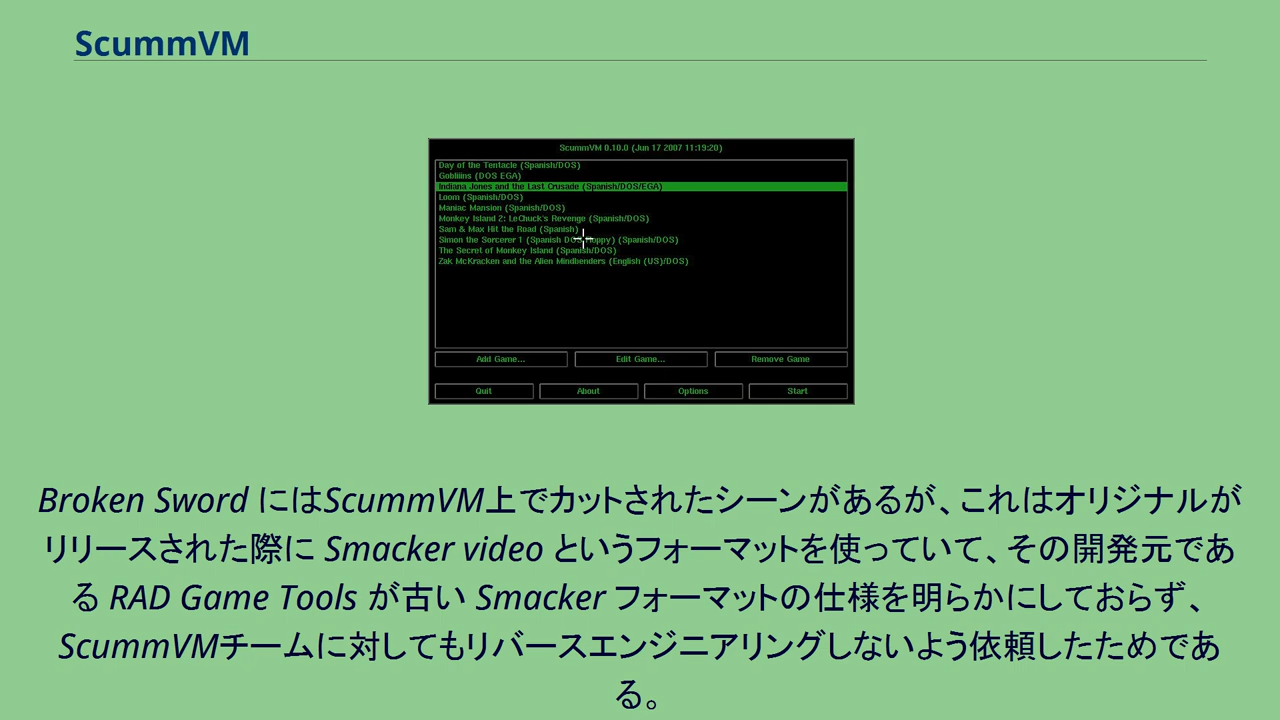 ScummVM
ScummVM 0.10.0 (Jun 17 2007 11:19:20)
Day of the Tentacle (Spanish/DOS)
Gobliiins (DOS EGA)
Indiana Jones and the Last Crusade (Spanish/DOS/EGA)
Loom (Spanish/DOS)
Maniac Mansion (Spanish/DOS)
Monkey Island 2: LeChuck's Revenge (Spanish/DOS)
Sam & Max Hit the Road (Spanish)
Simon the Sorcerer 1 (Spanish (Spanish/DOS)
The Secret of Monkey Island (Spanish/DOS)
Zak McKracken and the Alien Mindbenders (English (US)/DOS)
Add Game... Edit Game... Remove Game
Quit About Options Start
Broken Sword にはScummVM上でカットされたシーンがあるが、これはオリジナルが
リリースされた際に Smacker video というフォーマットを使っていて、その開発元であ
る RAD Game Tools が古い Smacker フォーマットの仕様を明らかにしておらず、
ScummVMチームに対してもリバースエンジニアリングしないよう依頼したためであ
る。